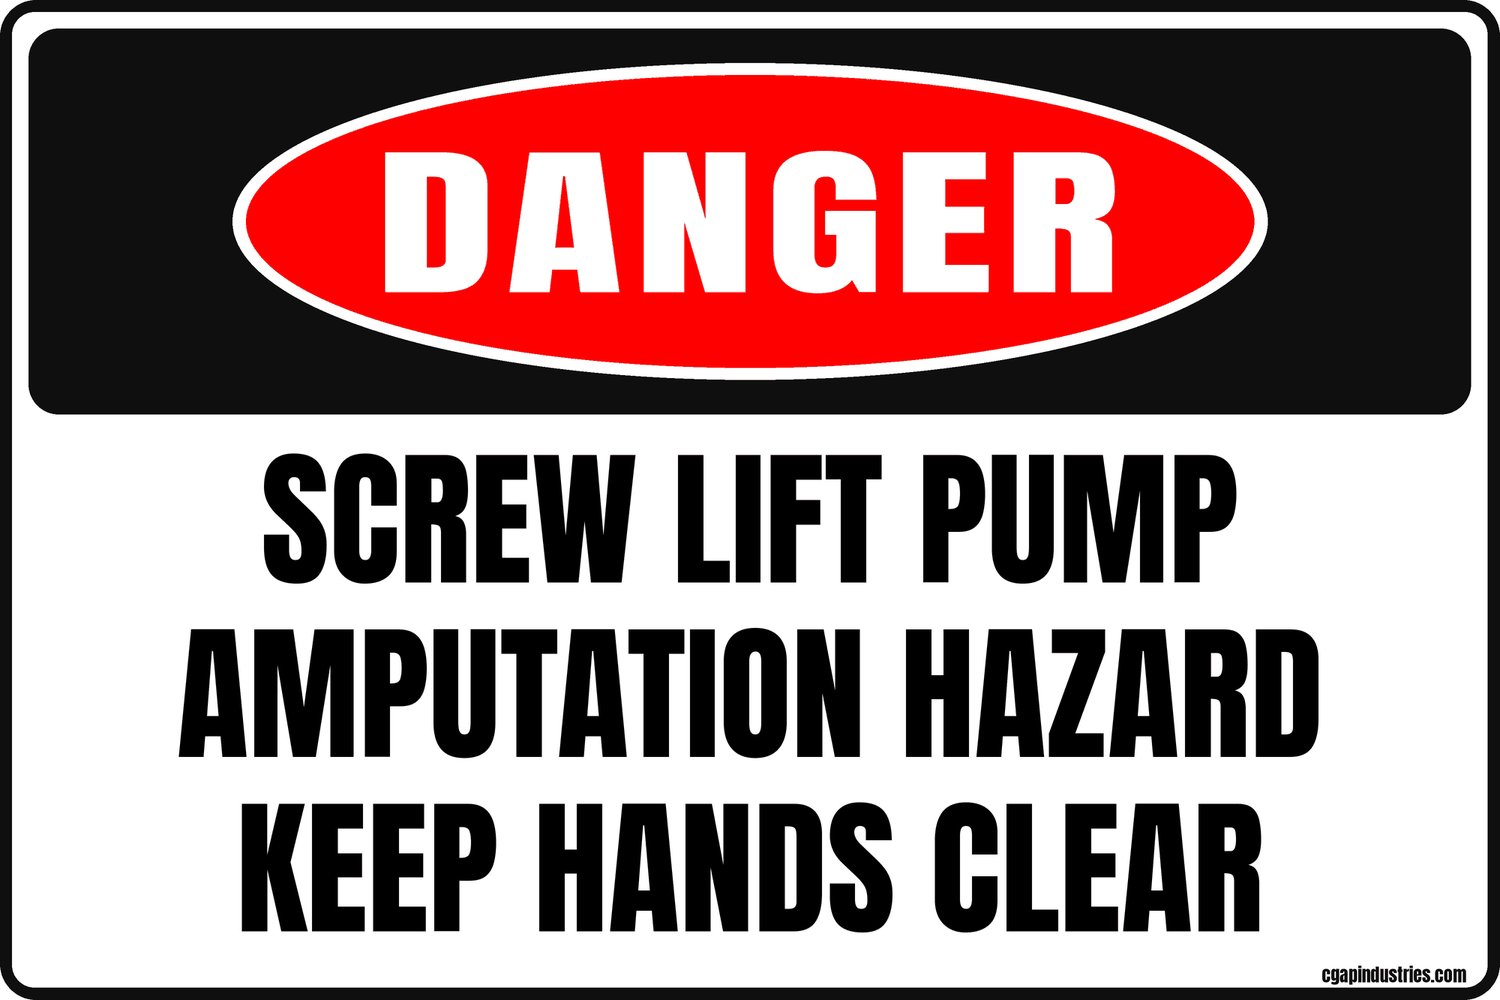 DANGER
SCREW LIFT PUMP
AMPUTATION HAZARD
KEEP HANDS CLEAR
cgapindustries.com